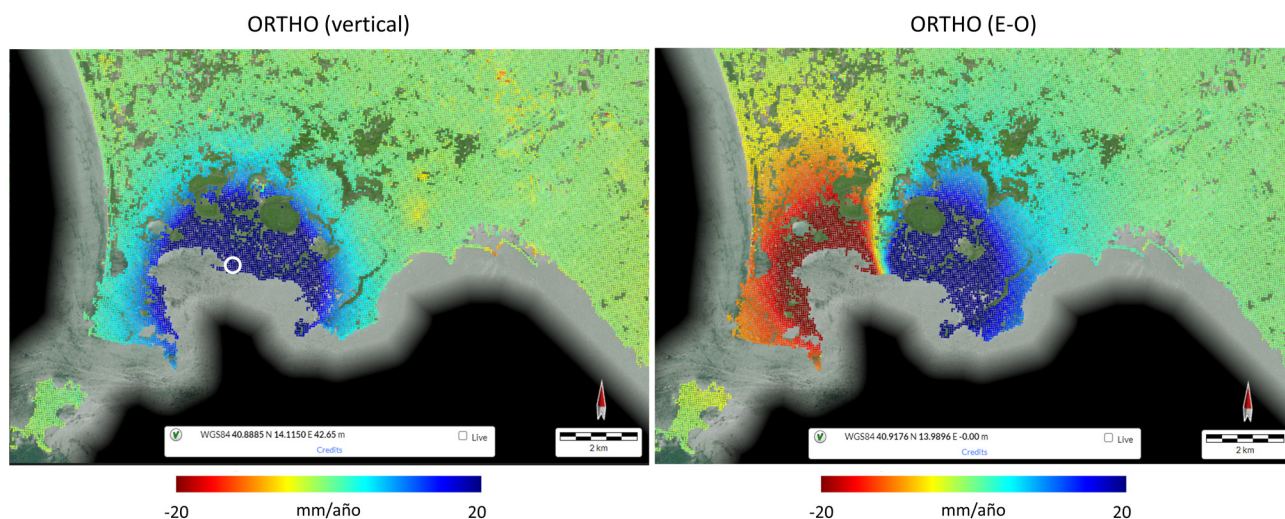 ORTHO (vertical)
ORTHO (E-O)
WGS84 40.8885 N 14.1150 E 42.65 m
Live
Credits
2 km
WGS84 40.9176 N 13.9896 E -0.00 m
Live
Credits
2 km
-20
mm/año
20
-20
mm/año
20